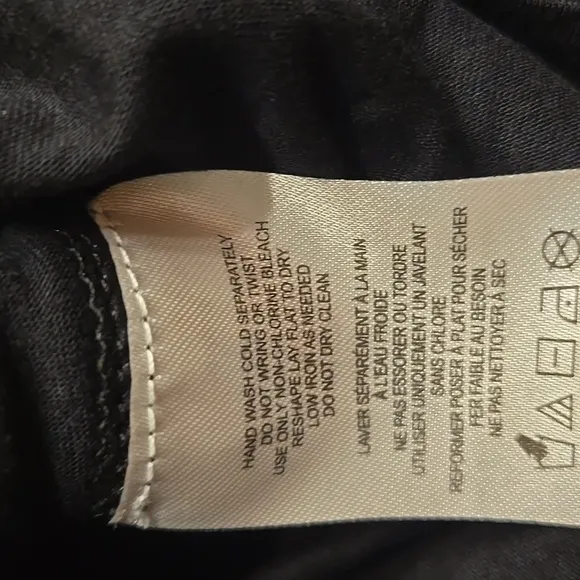 HAND WASH COLD SEPARATELY
DO NOT WRING OR TWIST
USE ONLY NON-CHLORINE BLEACH
RESHAPE LAY FLAT TO DRY
LOW IRON AS NEEDED
DO NOT DRY CLEAN
LAVER SEPARÉMENT À LA MAIN
À L'EAU FROIDE
NE PAS ESSORER OU TORDRE
UTILISER UNIQUEMENT UN JAVELANT
SANS CHLORE
REFORMER POSER À PLAT POUR SÉCHER
FER FAIBLE AU BESOIN
NE PAS NETTOYER À SEC